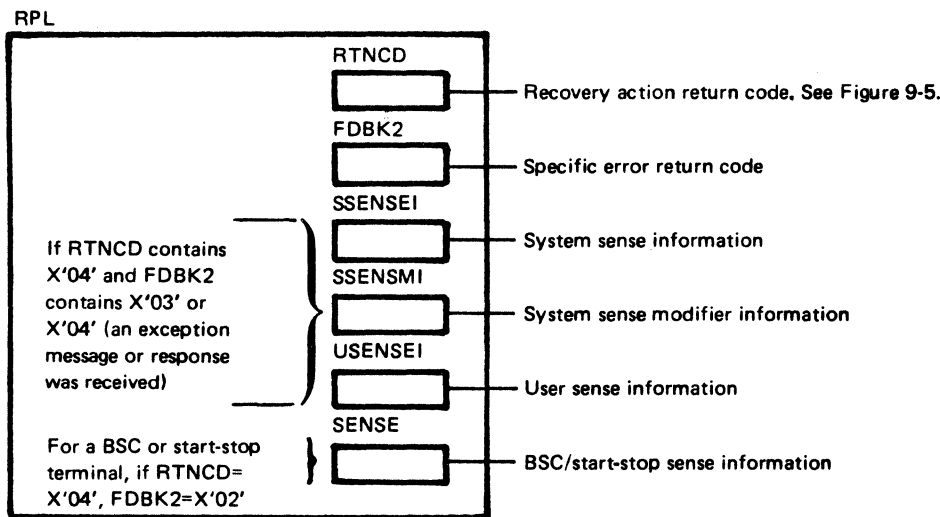 RPL
RTNCD
Recovery action return code. See Figure 9-5.
FDBK2
Specific error return code
SSENSEI
System sense information
If RTNCD contains
X'04' and FDBK2
contains X'03' or
X'04' (an exception
message or response
was received)
SSENSMI
System sense modifier information
USENSEI
User sense information
SENSE
BSC/start-stop sense information
For a BSC or start-stop
terminal, if RTNCD=
X'04', FDBK2=X'02'